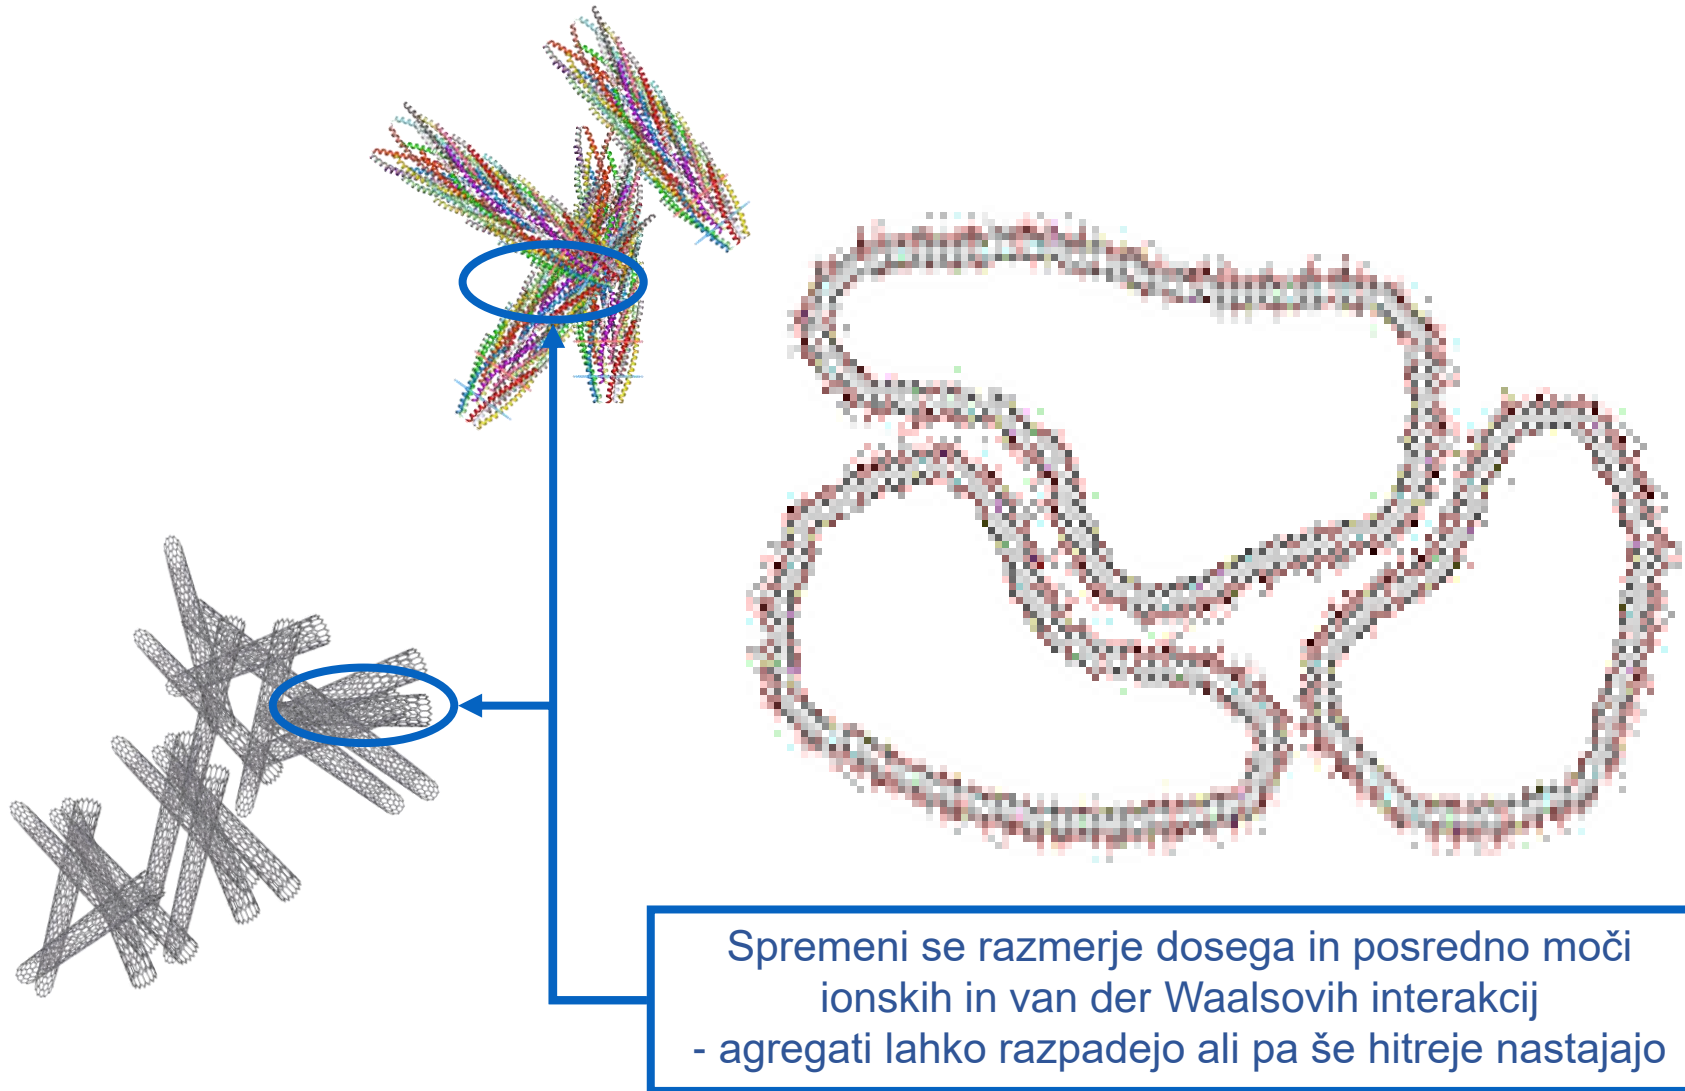 Spremeni se razmerje dosega in posredno moči
ionskih in van der Waalsovih interakcij
- agregati lahko razpadejo ali pa še hitreje nastajajo